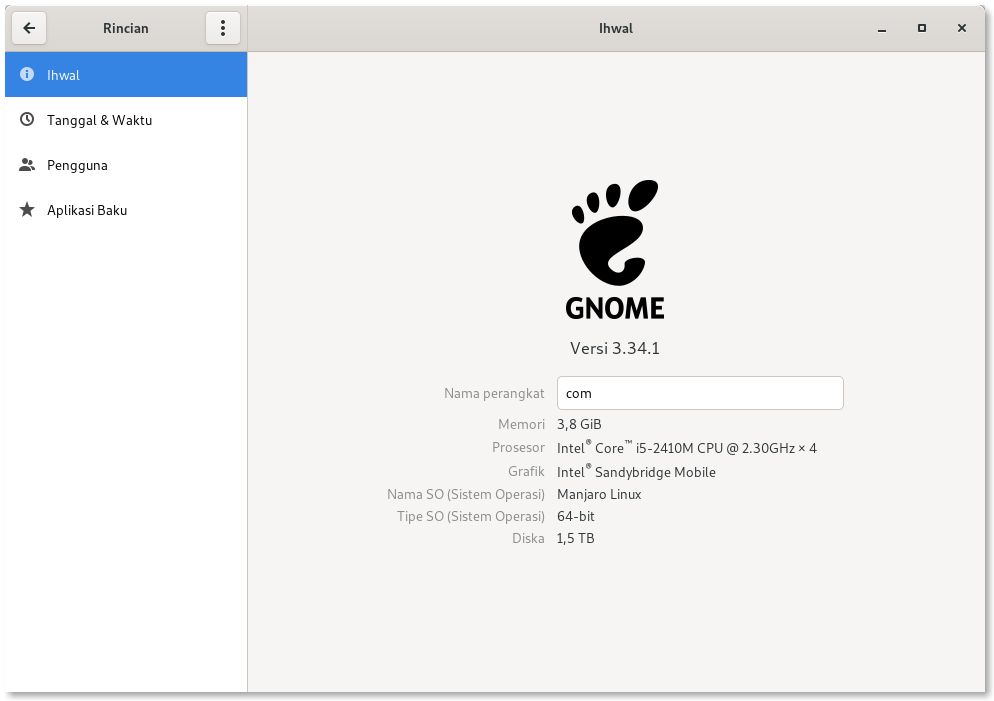 Rincian
Ihwal
Ihwal
Tanggal & Waktu
Pengguna
Aplikasi Baku
GNOME
Versi 3.34.1
Nama perangkat com
Memori 3,8 GiB
Prosesor Intel® Core™ i5-2410M CPU @ 2.30GHz × 4
Grafik Intel® Sandybridge Mobile
Nama SO (Sistem Operasi) Manjaro Linux
Tipe SO (Sistem Operasi) 64-bit
Diska 1,5 TB